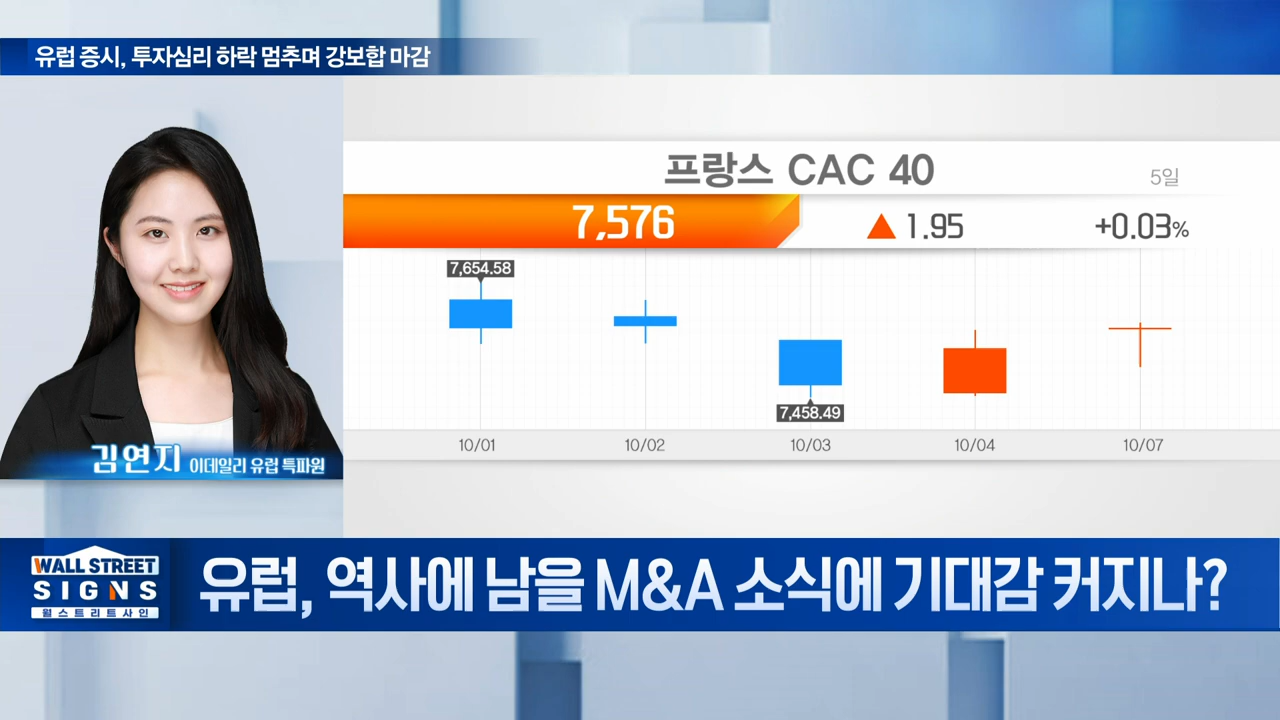 유럽 증시, 투자심리 하락 멈추며 강보합 마감
프랑스 CAC 40
5일
7,576
▲ 1.95
+0.03%
7,654.58
7,458.49
10/01
10/02
10/03
10/04
10/07
김연지 이데일리 유럽 특파원
WALL STREET
SIGNS
월스트리트사인
유럽, 역사에 남을 M&A 소식에 기대감 커지나?